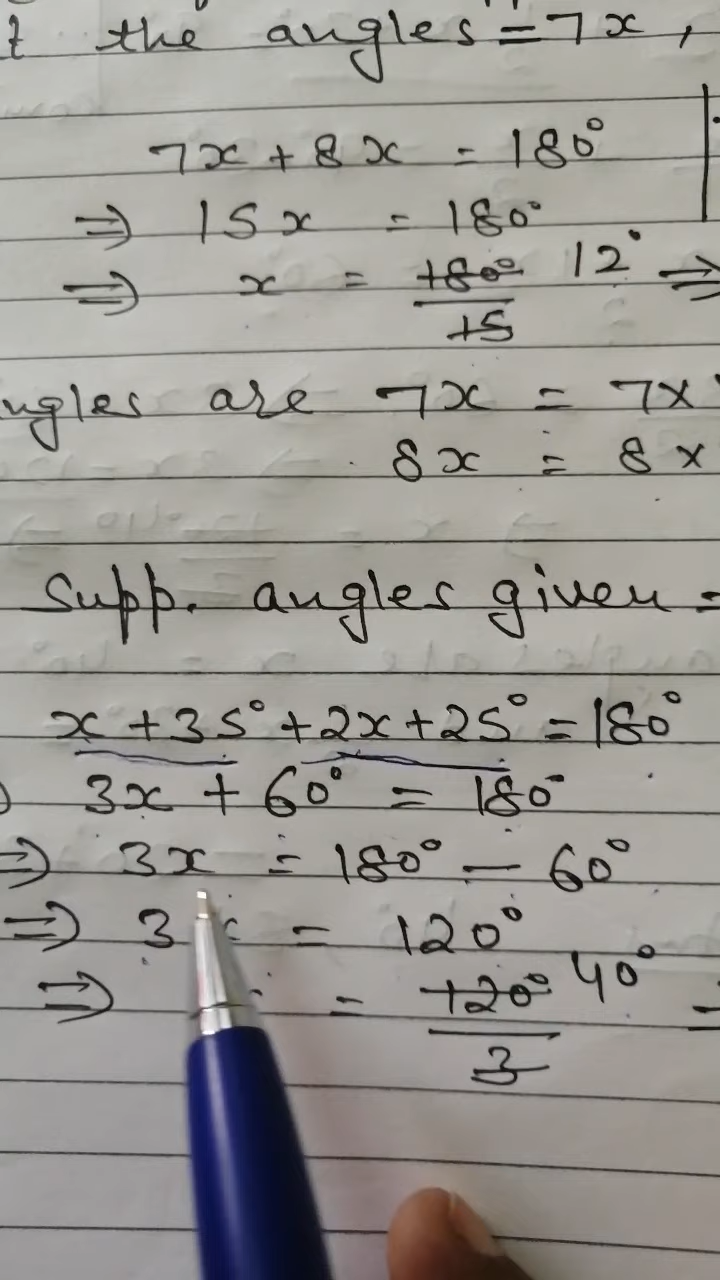 the angles = 7x,
7x + 8x = 180°
⇒ 15x = 180°
⇒ x = 180°/15 12° ⇒
angles are 7x = 7x
8x = 8x
Supp. angles given =
x + 35° + 2x + 25° = 180°
3x + 60° = 180°
⇒ 3x = 180° - 60°
⇒ 3x = 120°
⇒ = 120°/3 40° =